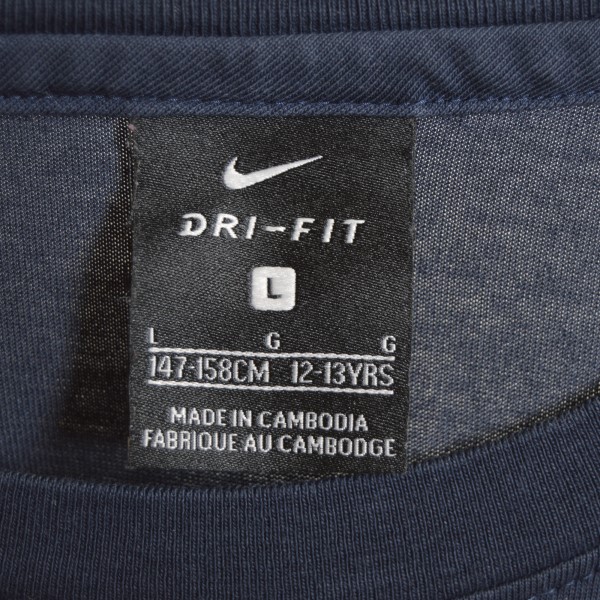 DRI-FIT
L
L G G
147-158CM 12-13YRS
MADE IN CAMBODIA
FABRIQUE AU CAMBODGE